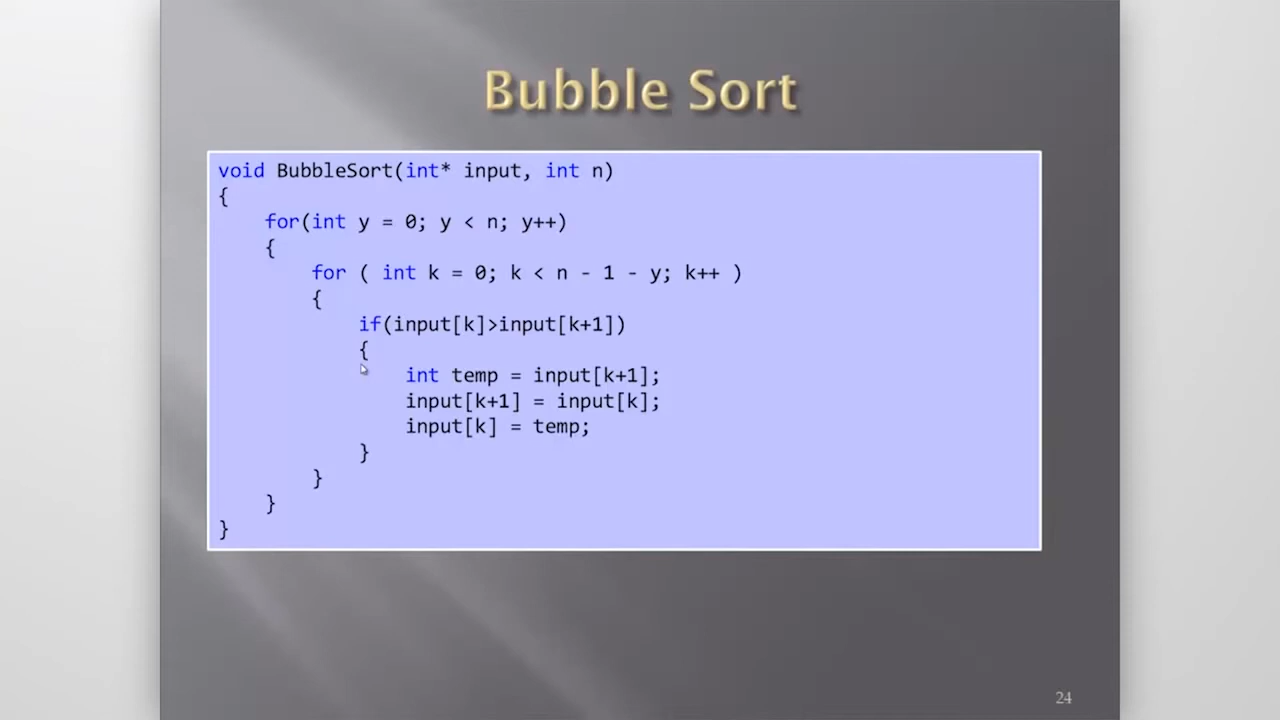 Bubble Sort
void BubbleSort(int* input, int n)
{
    for(int y = 0; y < n; y++)
    {
        for ( int k = 0; k < n - 1 - y; k++ )
        {
            if(input[k]>input[k+1])
            {
                int temp = input[k+1];
                input[k+1] = input[k];
                input[k] = temp;
            }
        }
    }
}
24